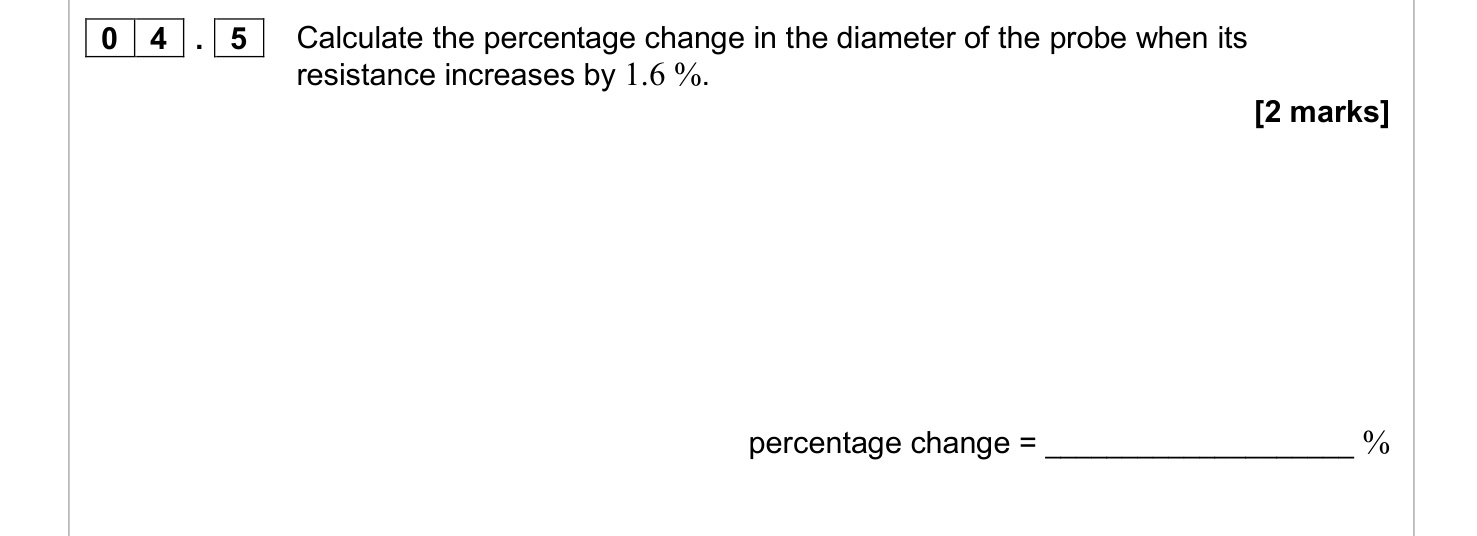 0 4 . 5 Calculate the percentage change in the diameter of the probe when its
resistance increases by 1.6 %.
[2 marks]
percentage change = ____________________ %